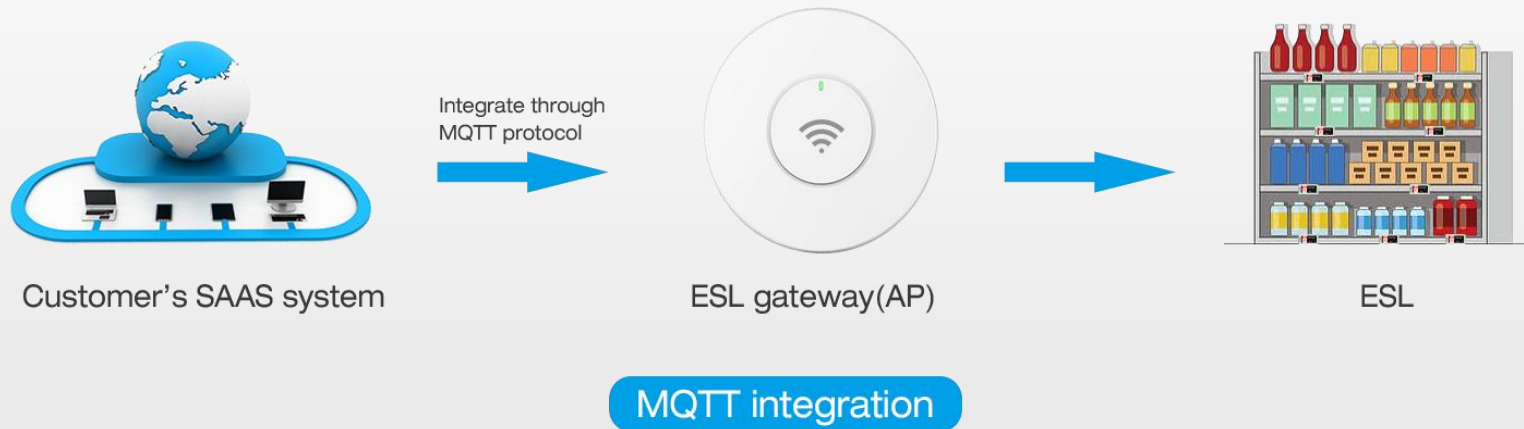 Integrate through
MQTT protocol
Customer's SAAS system
ESL gateway(AP)
ESL
MQTT integration